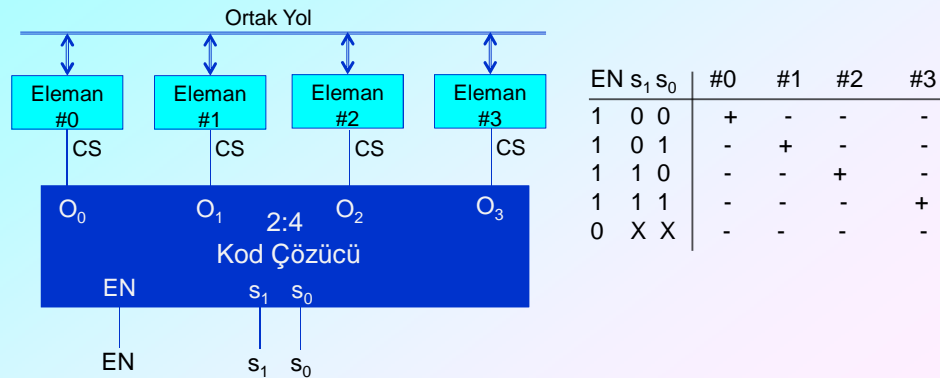 Ortak Yol
Eleman #0
Eleman #1
Eleman #2
Eleman #3
CS CS CS CS
O₀ O₁ O₂ O₃
2:4
Kod Çözücü
EN s₁ s₀
EN s₁ s₀
EN s₁ s₀ #0 #1 #2 #3
1 0 0 + - - -
1 0 1 - + - -
1 1 0 - - + -
1 1 1 - - - +
0 X X - - - -